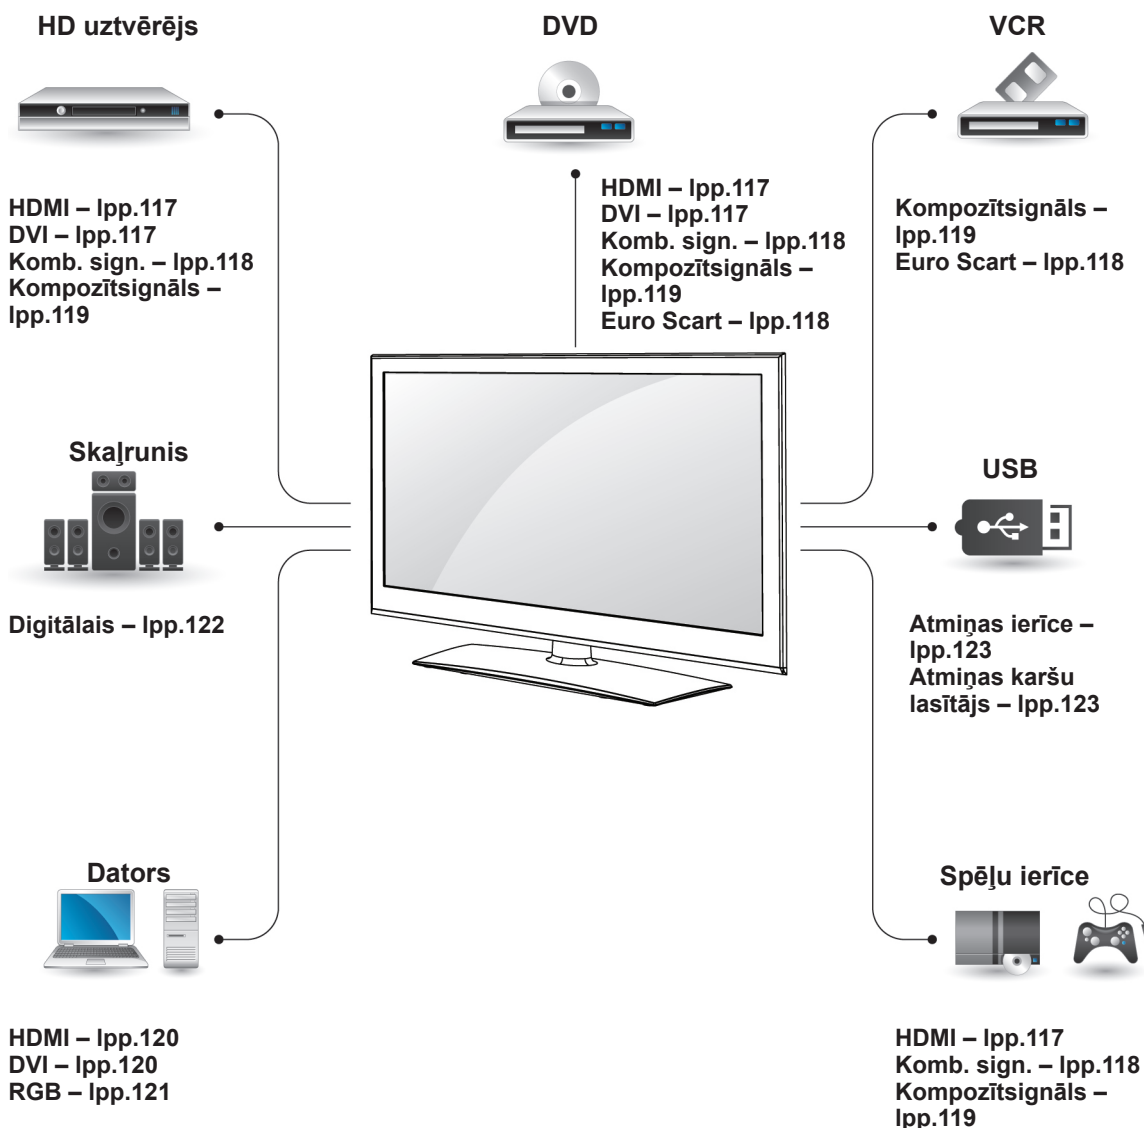 HD uztvērējs
HDMI – lpp.117
DVI – lpp.117
Komb. sign. – lpp.118
Kompozītsignāls –
lpp.119
DVD
HDMI – lpp.117
DVI – lpp.117
Komb. sign. – lpp.118
Kompozītsignāls –
lpp.119
Euro Scart – lpp.118
VCR
Kompozītsignāls –
lpp.119
Euro Scart – lpp.118
Skaļrunis
Digitālais – lpp.122
USB
Atmiņas ierīce –
lpp.123
Atmiņas karšu
lasītājs – lpp.123
Dators
HDMI – lpp.120
DVI – lpp.120
RGB – lpp.121
Spēļu ierīce
HDMI – lpp.117
Komb. sign. – lpp.118
Kompozītsignāls –
lpp.119